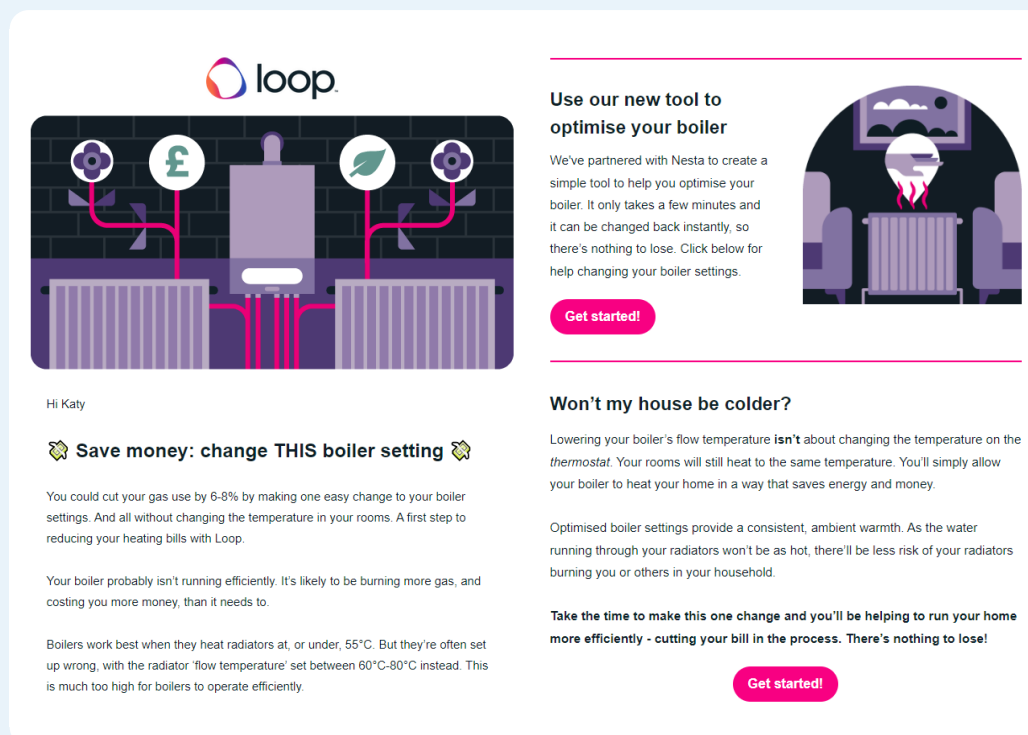 loop
£
Hi Katy
💸 Save money: change THIS boiler setting 💸
You could cut your gas use by 6-8% by making one easy change to your boiler
settings. And all without changing the temperature in your rooms. A first step to
reducing your heating bills with Loop.
Your boiler probably isn’t running efficiently. It’s likely to be burning more gas, and
costing you more money, than it needs to.
Boilers work best when they heat radiators at, or under, 55°C. But they’re often set
up wrong, with the radiator ‘flow temperature’ set between 60°C-80°C instead. This
is much too high for boilers to operate efficiently.
Use our new tool to
optimise your boiler
We've partnered with Nesta to create a
simple tool to help you optimise your
boiler. It only takes a few minutes and
it can be changed back instantly, so
there’s nothing to lose. Click below for
help changing your boiler settings.
Get started!
Won’t my house be colder?
Lowering your boiler’s flow temperature isn’t about changing the temperature on the
thermostat. Your rooms will still heat to the same temperature. You’ll simply allow
your boiler to heat your home in a way that saves energy and money.
Optimised boiler settings provide a consistent, ambient warmth. As the water
running through your radiators won’t be as hot, there’ll be less risk of your radiators
burning you or others in your household.
Take the time to make this one change and you’ll be helping to run your home
more efficiently - cutting your bill in the process. There’s nothing to lose!
Get started!